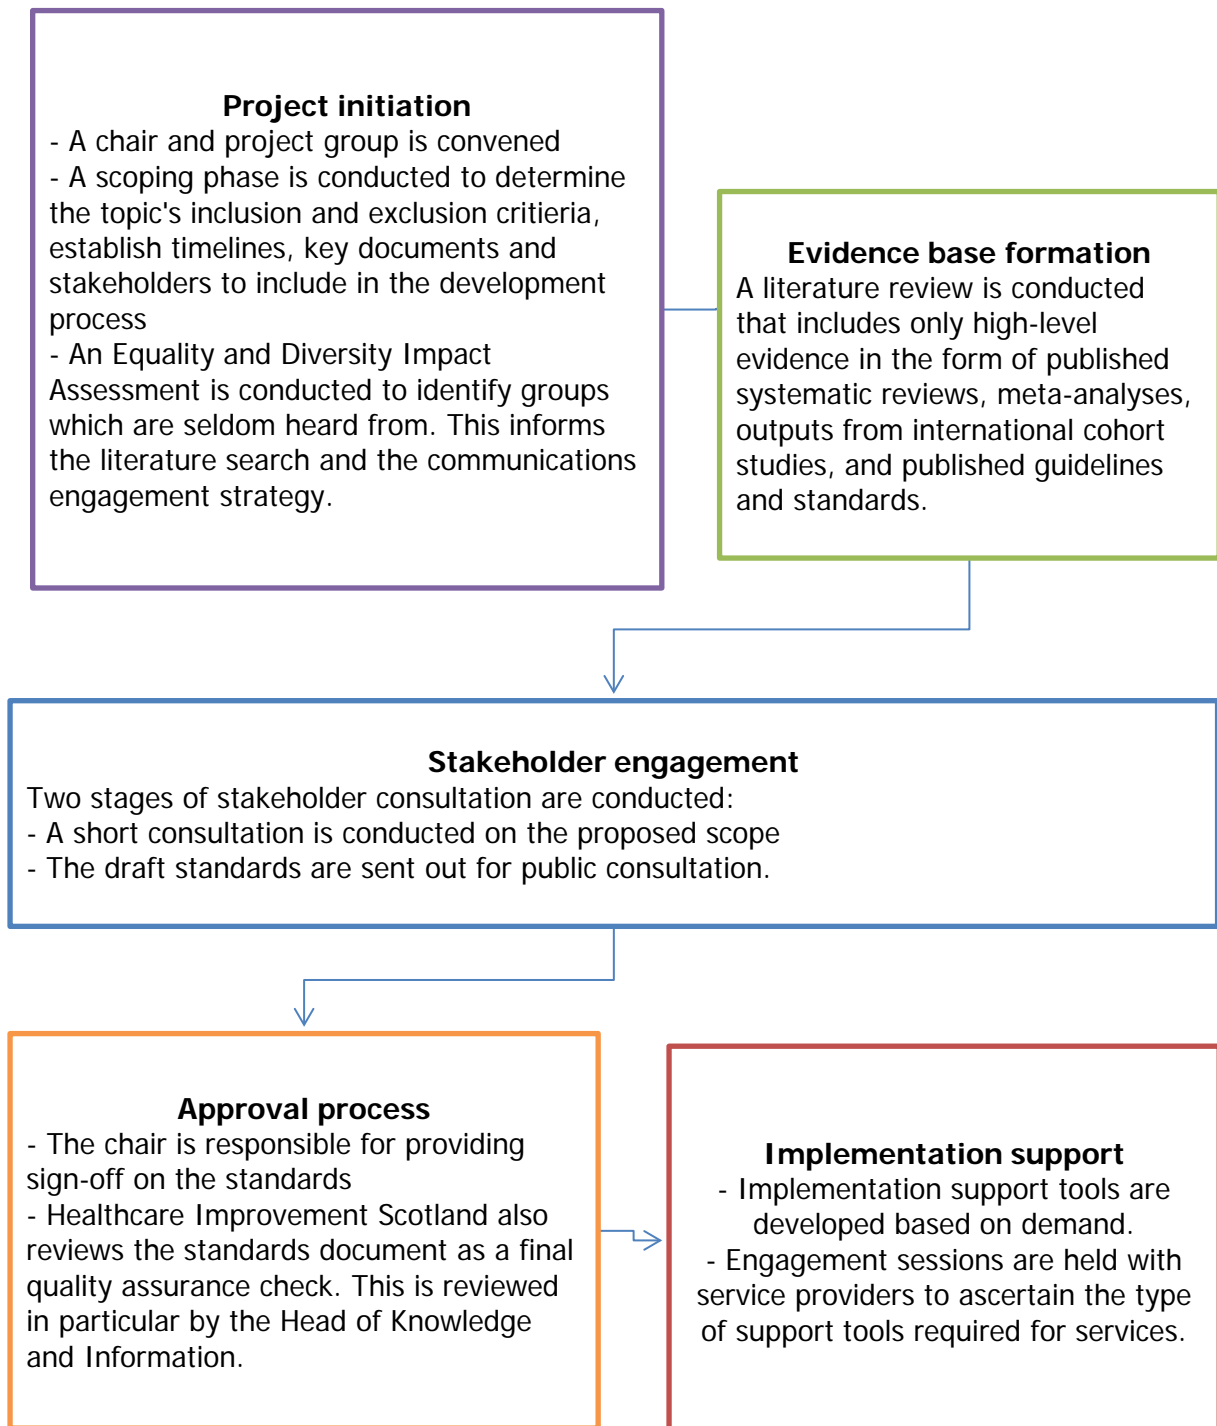 Project initiation
- A chair and project group is convened
- A scoping phase is conducted to determine
the topic's inclusion and exclusion critieria,
establish timelines, key documents and
stakeholders to include in the development
process
- An Equality and Diversity Impact
Assessment is conducted to identify groups
which are seldom heard from. This informs
the literature search and the communications
engagement strategy.
Evidence base formation
A literature review is conducted
that includes only high-level
evidence in the form of published
systematic reviews, meta-analyses,
outputs from international cohort
studies, and published guidelines
and standards.
Stakeholder engagement
Two stages of stakeholder consultation are conducted:
- A short consultation is conducted on the proposed scope
- The draft standards are sent out for public consultation.
Approval process
- The chair is responsible for providing
sign-off on the standards
- Healthcare Improvement Scotland also
reviews the standards document as a final
quality assurance check. This is reviewed
in particular by the Head of Knowledge
and Information.
Implementation support
- Implementation support tools are
developed based on demand.
- Engagement sessions are held with
service providers to ascertain the type
of support tools required for services.